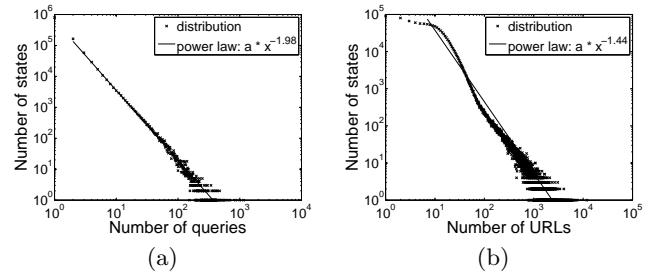 10^6
10^5
10^4
10^3
10^2
10^1
10^0
Number of states
distribution
power law: a * x^-1.98
10^0 10^1 10^2 10^3 10^4
Number of queries
(a)
10^5
10^4
10^3
10^2
10^1
10^0
Number of states
distribution
power law: a * x^-1.44
10^0 10^1 10^2 10^3 10^4 10^5
Number of URLs
(b)